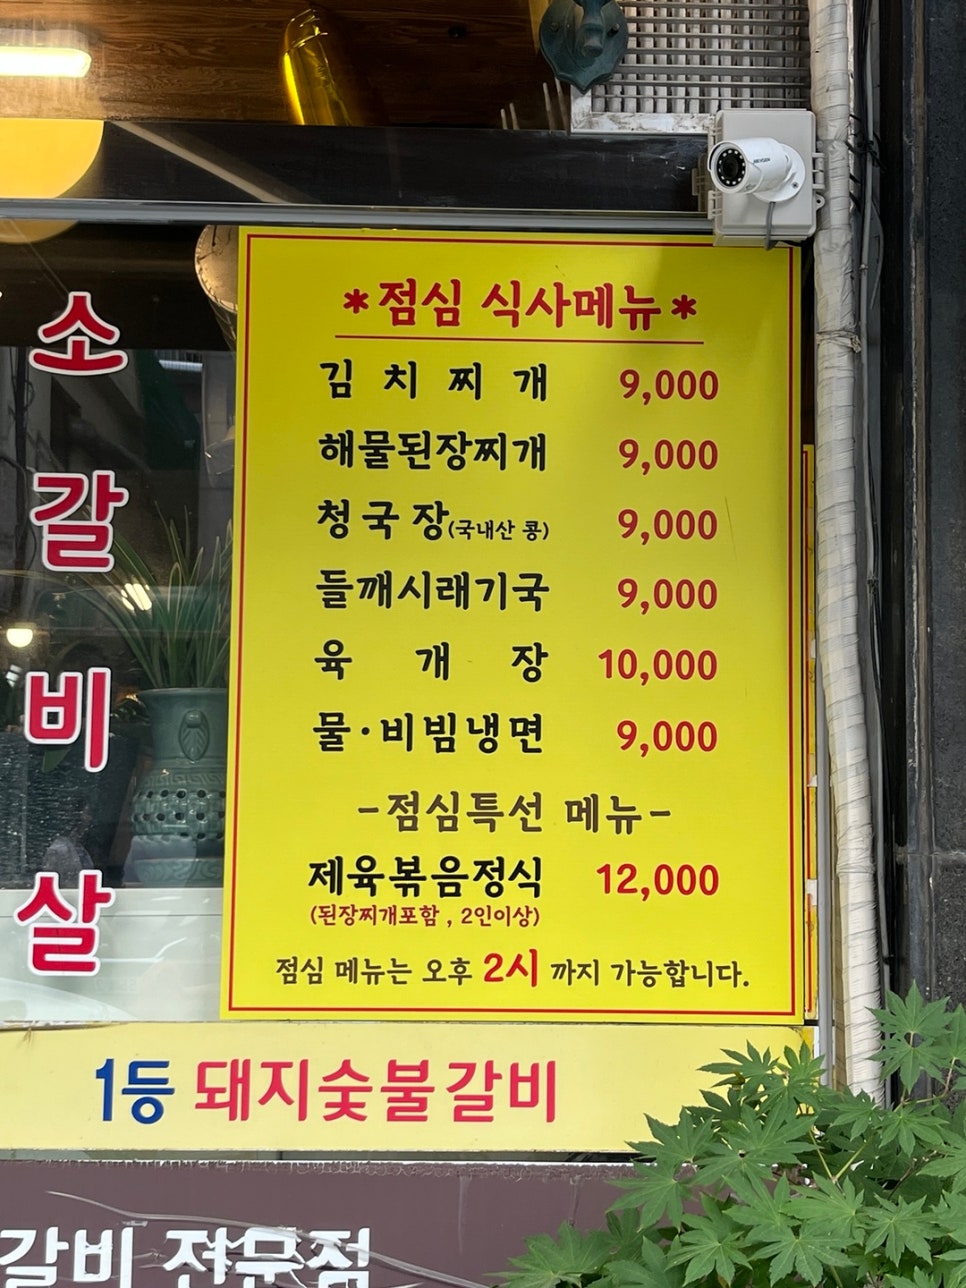 *점심 식사메뉴*
김치찌개 9,000
해물된장찌개 9,000
청국장(국내산 콩) 9,000
들깨시래기국 9,000
육개장 10,000
물·비빔냉면 9,000
-점심특선 메뉴-
제육볶음정식 12,000
(된장찌개포함, 2인이상)
점심 메뉴는 오후 2시 까지 가능합니다.
소갈비살
1등 돼지숯불갈비
갈비 전문점